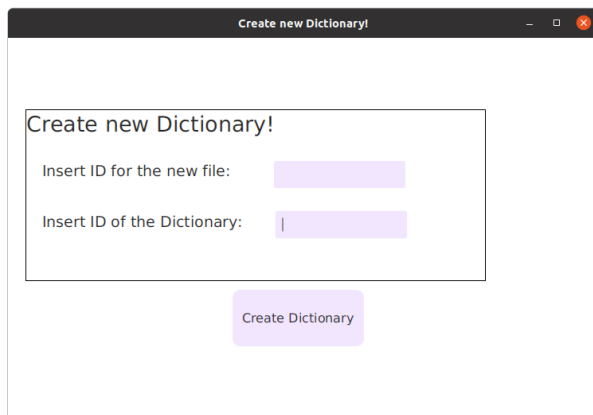 Create new Dictionary!
Create new Dictionary!
Insert ID for the new file:
Insert ID of the Dictionary:
Create Dictionary